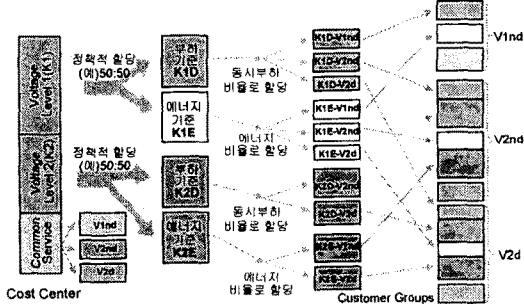 Voltage
Level 1(K1)
Voltage
Level 2(K2)
Common
Service
Cost Center
정책적 할당
(예)50:50
정책적 할당
(예)50:50
V1nd
V2nd
V2d
부하
기준
K1D
에너지
기준
K1E
부하
기준
K2D
에너지
기준
K2E
동시부하
비율로 할당
에너지
비율로 할당
동시부하
비율로 할당
에너지
비율로 할당
K1D-V1nd
K1D-V2nd
K1D-V2d
K1E-V1nd
K1E-V2nd
K1E-V2d
K2D-V2nd
K2D-V2d
K2E-V2nd
K2E-V2d
V1nd
V2nd
V2d
Customer Groups